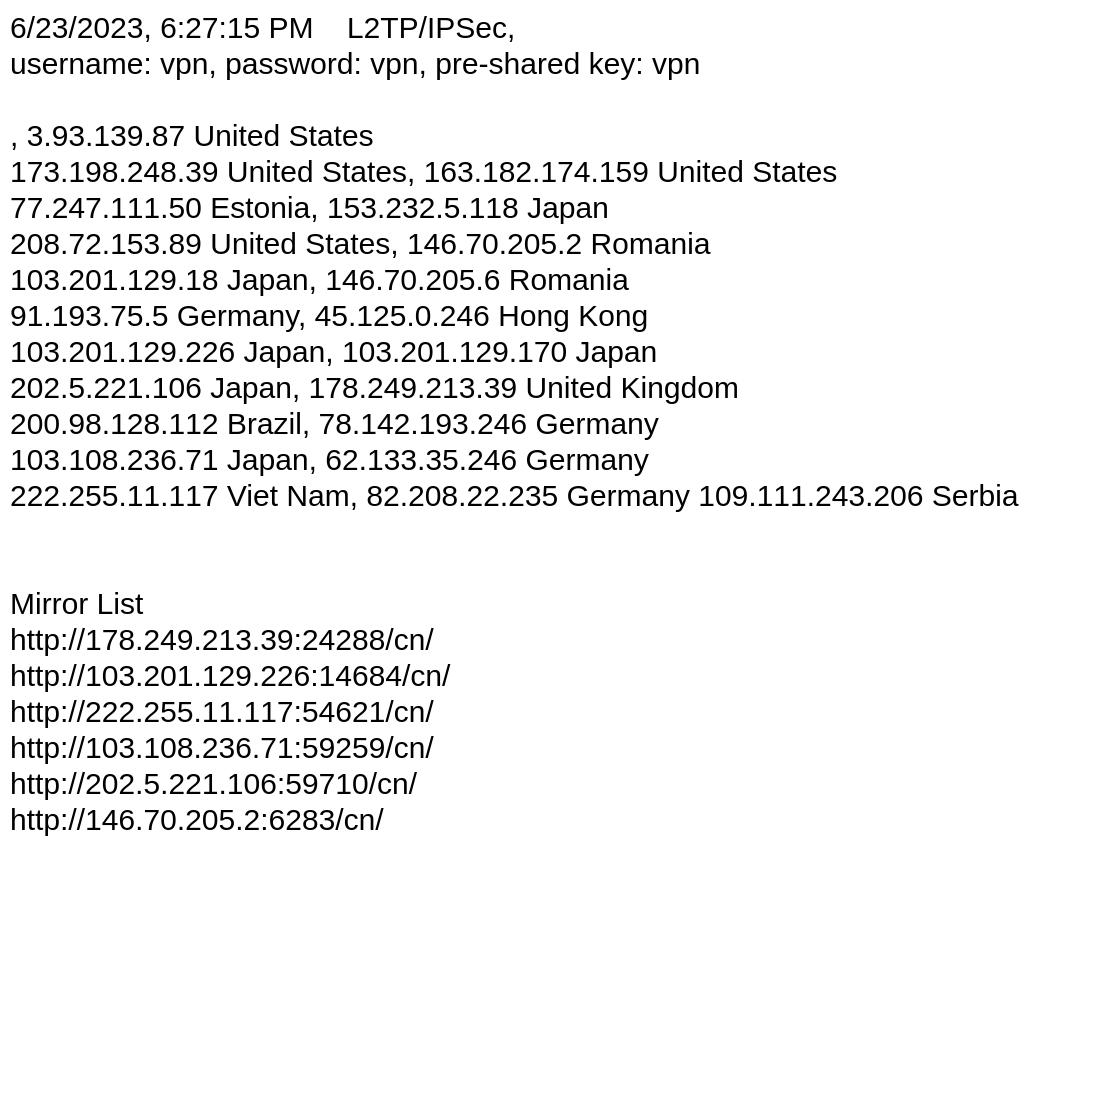 6/23/2023, 6:27:15 PM    L2TP/IPSec,
username: vpn, password: vpn, pre-shared key: vpn
, 3.93.139.87 United States
173.198.248.39 United States, 163.182.174.159 United States
77.247.111.50 Estonia, 153.232.5.118 Japan
208.72.153.89 United States, 146.70.205.2 Romania
103.201.129.18 Japan, 146.70.205.6 Romania
91.193.75.5 Germany, 45.125.0.246 Hong Kong
103.201.129.226 Japan, 103.201.129.170 Japan
202.5.221.106 Japan, 178.249.213.39 United Kingdom
200.98.128.112 Brazil, 78.142.193.246 Germany
103.108.236.71 Japan, 62.133.35.246 Germany
222.255.11.117 Viet Nam, 82.208.22.235 Germany 109.111.243.206 Serbia
Mirror List
http://178.249.213.39:24288/cn/
http://103.201.129.226:14684/cn/
http://222.255.11.117:54621/cn/
http://103.108.236.71:59259/cn/
http://202.5.221.106:59710/cn/
http://146.70.205.2:6283/cn/